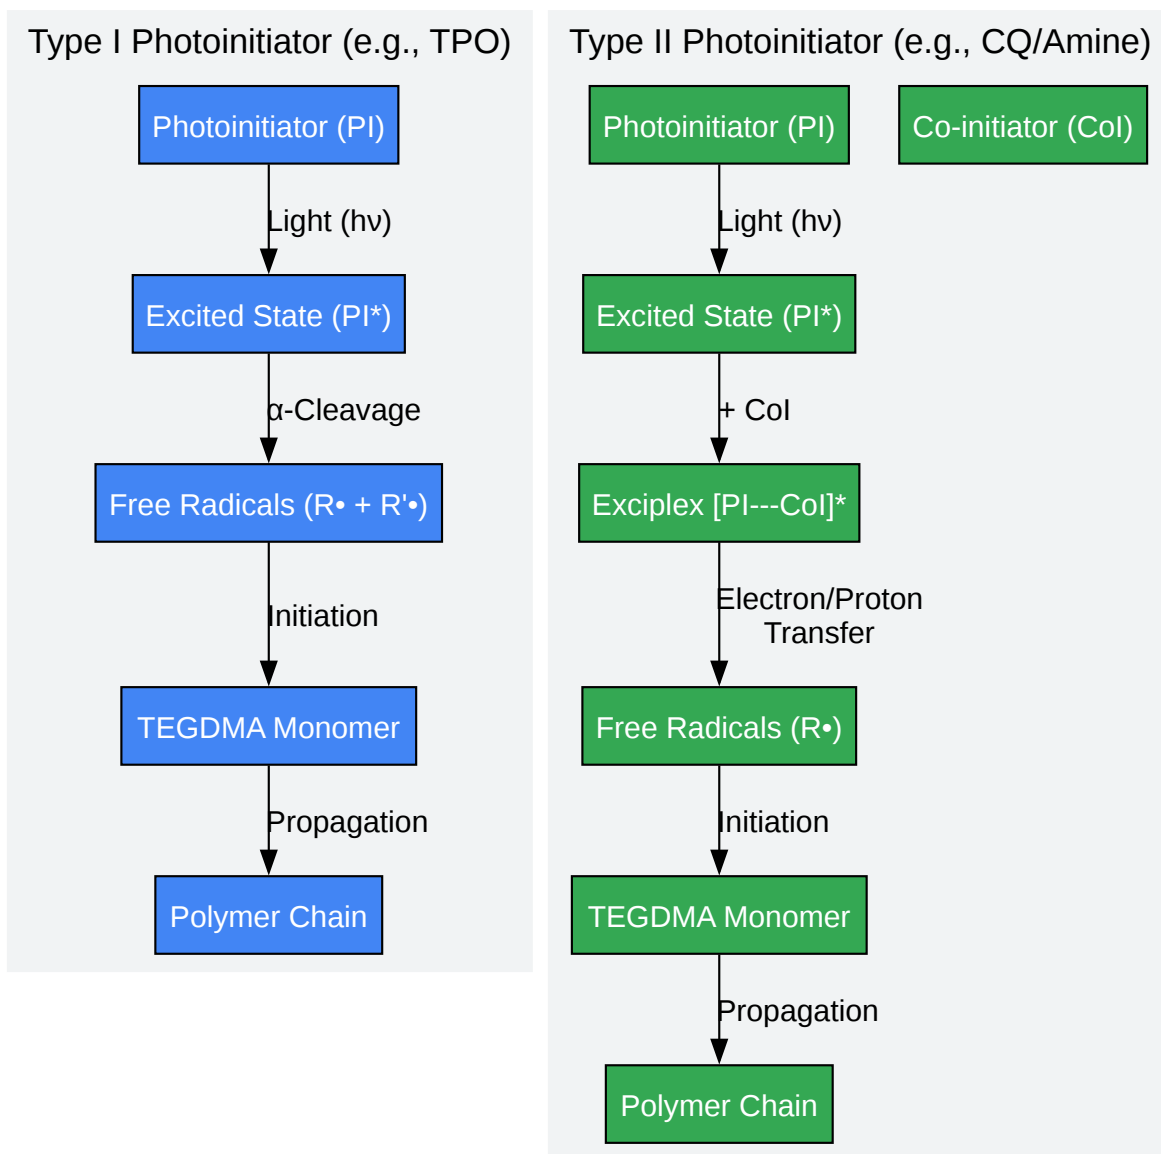 Type I Photoinitiator (e.g., TPO)
Photoinitiator (PI)
Light (hν)
Excited State (PI*)
α-Cleavage
Free Radicals (R• + R'•)
Initiation
TEGDMA Monomer
Propagation
Polymer Chain
Type II Photoinitiator (e.g., CQ/Amine)
Photoinitiator (PI)
Co-initiator (CoI)
Light (hν)
Excited State (PI*)
+ CoI
Exciplex [PI---CoI]*
Electron/Proton
Transfer
Free Radicals (R•)
Initiation
TEGDMA Monomer
Propagation
Polymer Chain